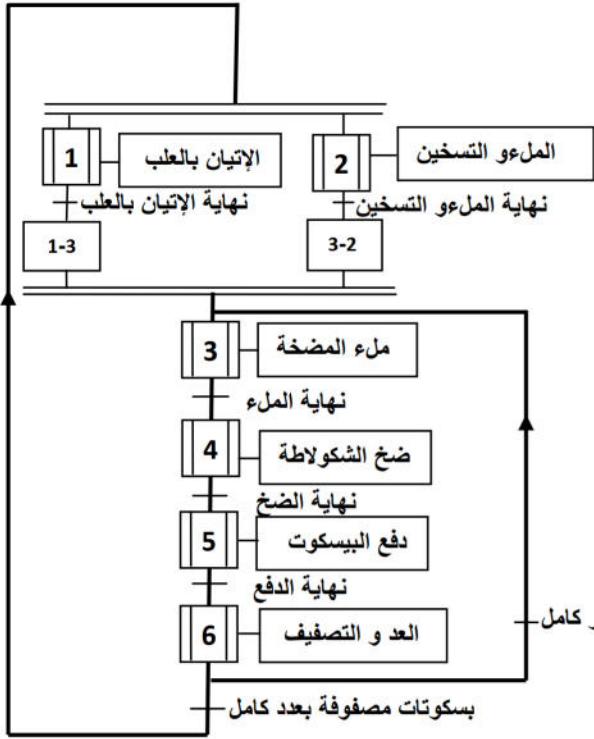 1 الإتيان بالعلب
2 الملءو التسخين
نهاية الإتيان بالعلب
نهاية الملءو التسخين
1-3
3-2
3 ملء المضخة
نهاية الملء
4 ضخ الشكولاطة
نهاية الضخ
5 دفع البيسكوت
نهاية الدفع
6 العد و التصفيف
كامل
بسكوتات مصفوفة بعدد كامل